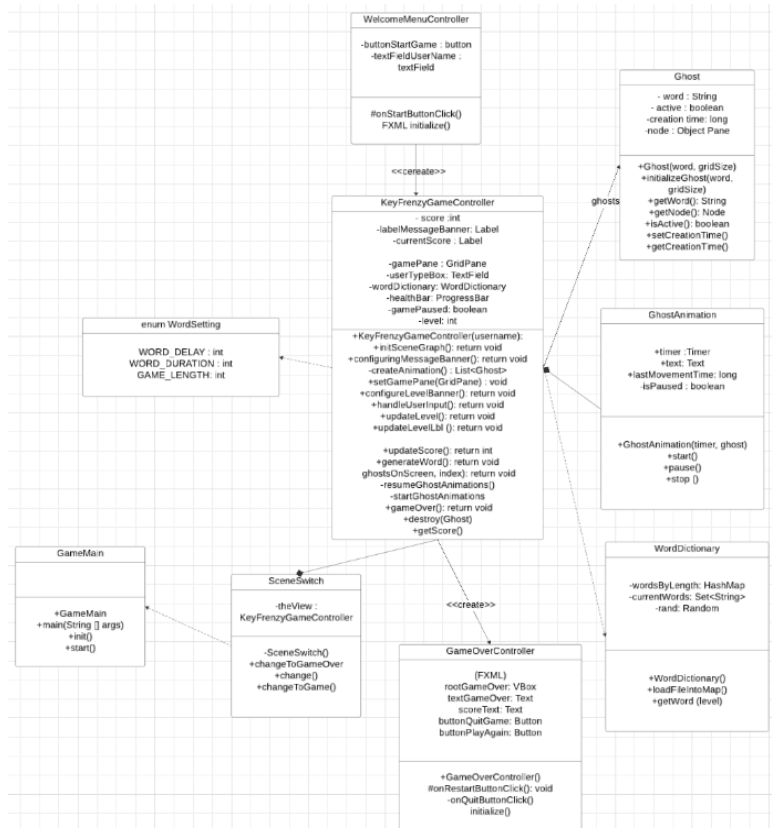 WelcomeMenuController
-buttonStartGame : button
-textFieldUserName :
textField
#onStartButtonClick()
FXML initialize()
<<cereate>>
KeyFrenzyGameController
- score :int
-labelMessageBanner: Label
-currentScore : Label
-gamePane : GridPane
-userTypeBox: TextField
-wordDictionary: WordDictionary
-healthBar: ProgressBar
-gamePaused: boolean
-level: int
+KeyFrenzyGameController(username):
+initSceneGraph(): return void
+configuringMessageBanner(): return void
-createAnimation() : List<Ghost>
+setGamePane(GridPane) : void
+configureLevelBanner(): return void
+handleUserInput(): return void
+updateLevel(): return void
+updateLevelLbl (): return void
+updateScore(): return int
+generateWord(): return void
ghostsOnScreen, index): return void
-resumeGhostAnimations()
-startGhostAnimations
+gameOver(): return void
+destroy(Ghost)
+getScore()
ghosts
Ghost
- word : String
- active : boolean
-creation time: long
-node : Object Pane
+Ghost(word, gridSize)
+initializeGhost(word,
gridSize)
+getWord(): String
+getNode(): Node
+isActive(): boolean
+setCreationTime()
+getCreationTime()
enum WordSetting
WORD_DELAY : int
WORD_DURATION : int
GAME_LENGTH: int
GhostAnimation
+timer :Timer
+text: Text
+lastMovementTime: long
-isPaused : boolean
+GhostAnimation(timer, ghost)
+start()
+pause()
+stop ()
GameMain
+GameMain
+main(String [] args)
+init()
+start()
SceneSwitch
-theView :
KeyFrenzyGameController
-SceneSwitch()
+changeToGameOver
+change()
+changeToGame()
<<create>>
GameOverController
(FXML)
rootGameOver: VBox
textGameOver: Text
scoreText: Text
buttonQuitGame: Button
buttonPlayAgain: Button
+GameOverController()
#onRestartButtonClick(): void
-onQuitButtonClick()
initialize()
WordDictionary
-wordsByLength: HashMap
-currentWords: Set<String>
-rand: Random
+WordDictionary()
+loadFileIntoMap()
+getWord (level)